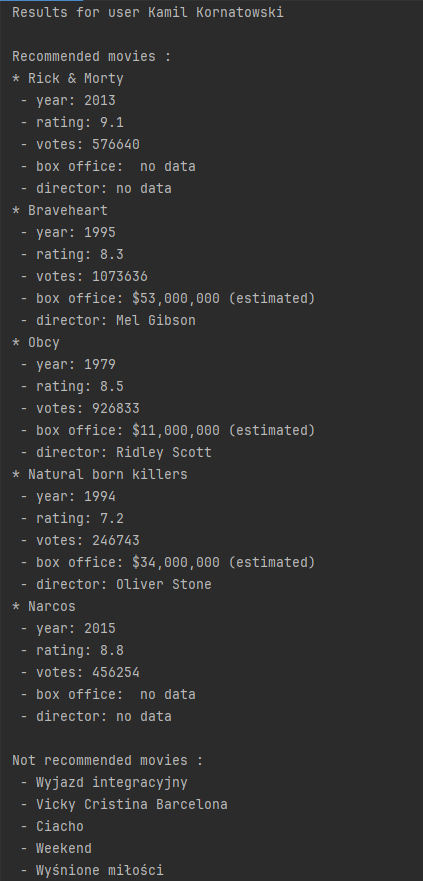 Results for user Kamil Kornatowski
Recommended movies :
* Rick & Morty
- year: 2013
- rating: 9.1
- votes: 576640
- box office:  no data
- director: no data
* Braveheart
- year: 1995
- rating: 8.3
- votes: 1073636
- box office: $53,000,000 (estimated)
- director: Mel Gibson
* Obcy
- year: 1979
- rating: 8.5
- votes: 926833
- box office: $11,000,000 (estimated)
- director: Ridley Scott
* Natural born killers
- year: 1994
- rating: 7.2
- votes: 246743
- box office: $34,000,000 (estimated)
- director: Oliver Stone
* Narcos
- year: 2015
- rating: 8.8
- votes: 456254
- box office:  no data
- director: no data
Not recommended movies :
- Wyjazd integracyjny
- Vicky Cristina Barcelona
- Ciacho
- Weekend
- Wyśnione miłości